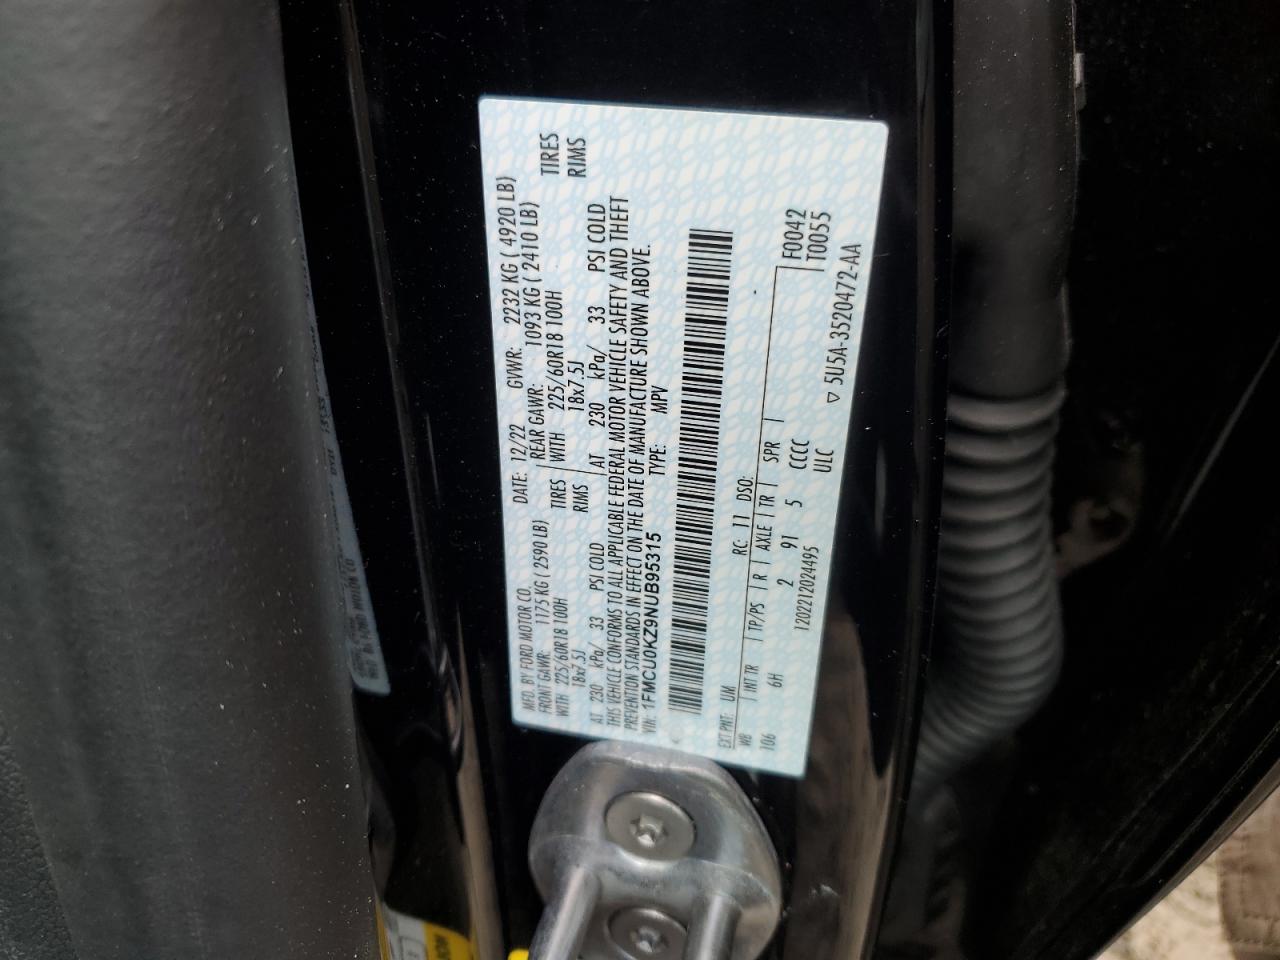 MFD. BY FORD MOTOR CO.
DATE: 12/22 GVWR: 2232 KG ( 4920 LB)
FRONT GAWR: 1175 KG ( 2590 LB) REAR GAWR: 1093 KG ( 2410 LB)
WITH 225/60R18 100H TIRES WITH 225/60R18 100H TIRES
18x7.5J RIMS 18x7.5J RIMS
AT 230 kPa/ 33 PSI COLD AT 230 kPa/ 33 PSI COLD
THIS VEHICLE CONFORMS TO ALL APPLICABLE FEDERAL MOTOR VEHICLE SAFETY AND THEFT
PREVENTION STANDARDS IN EFFECT ON THE DATE OF MANUFACTURE SHOWN ABOVE.
VIN: 1FMCU0KZ9NUB95315 TYPE: MPV
EXT PNT: UM RC: 11 DSO:
WB INT TR TP/PS R AXLE TR SPR F0042
106 6H 2 91 5 CCCC T0055
1202212024495 ULC
▽ 5U5A-3520472-AA